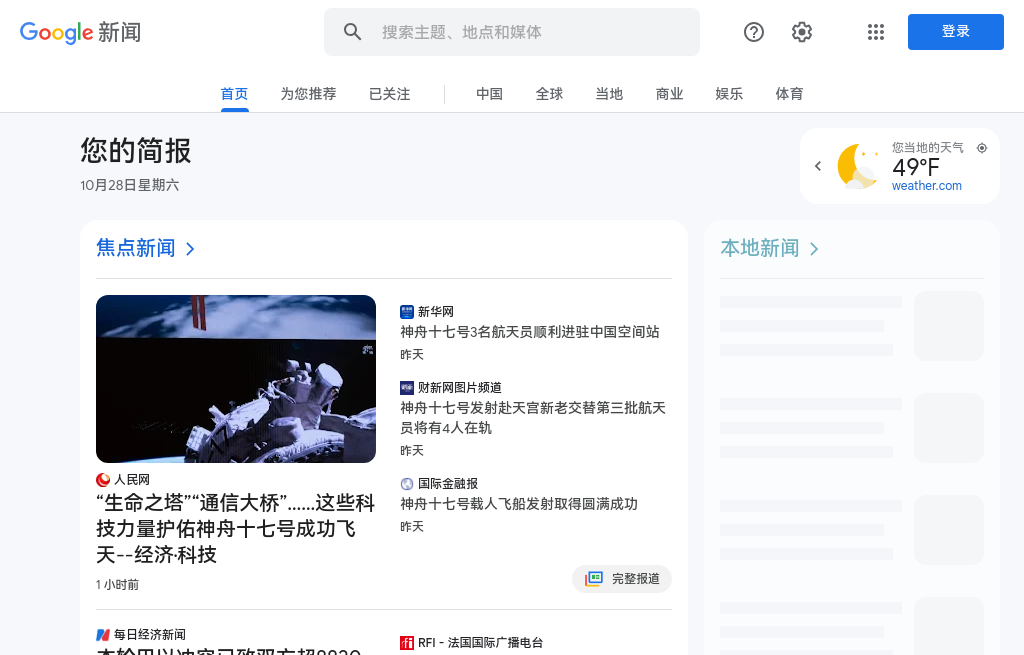 Google 新闻
搜索主题、地点和媒体
登录
首页
为您推荐
已关注
中国
全球
当地
商业
娱乐
体育
您的简报
10月28日星期六
您当地的天气
49°F
weather.com
焦点新闻
本地新闻
人民网
“生命之塔”“通信大桥”……这些科
技力量护佑神舟十七号成功飞
天--经济·科技
1 小时前
新华网
神舟十七号3名航天员顺利进驻中国空间站
昨天
财新网图片频道
神舟十七号发射赴天宫新老交替第三批航天
员将有4人在轨
昨天
国际金融报
神舟十七号载人飞船发射取得圆满成功
昨天
完整报道
每日经济新闻
RFI - 法国国际广播电台